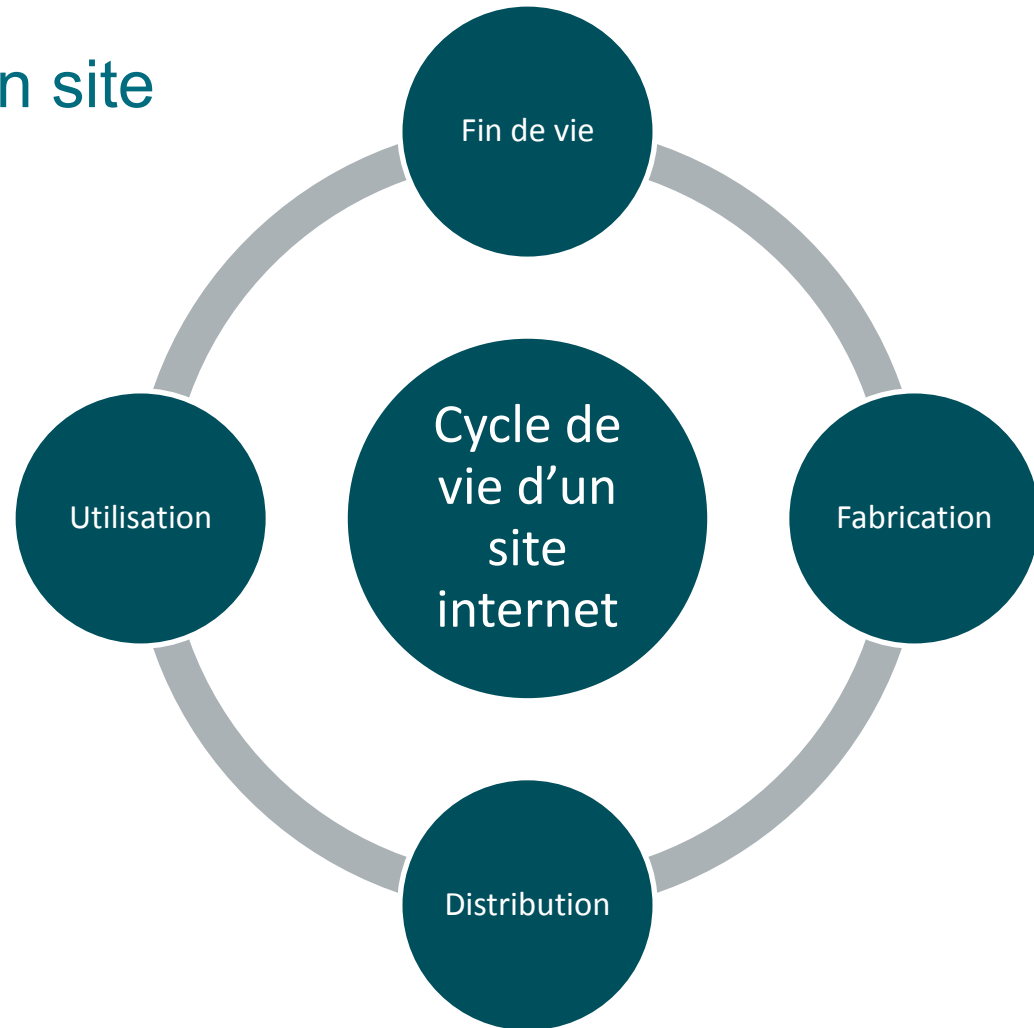 n site
Fin de vie
Cycle de
vie d’un
site
internet
Utilisation
Fabrication
Distribution